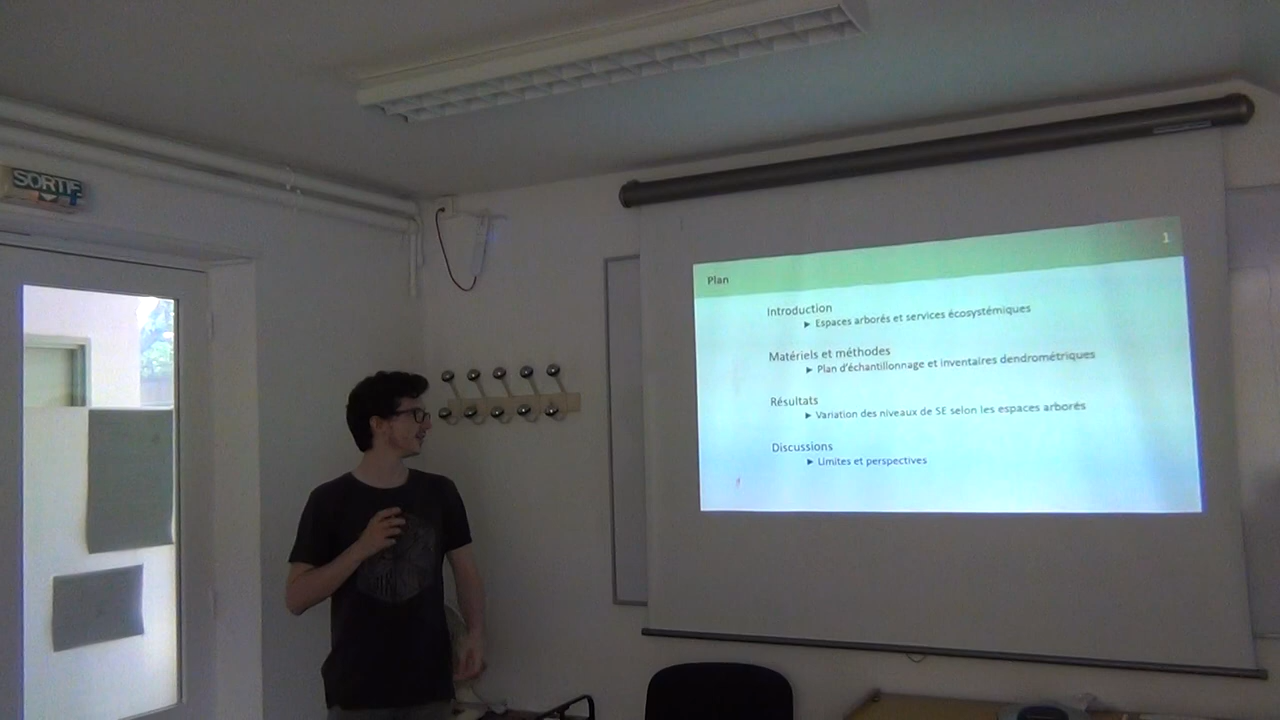 SORTIE
1
Plan
Introduction
► Espaces arborés et services écosystémiques
Matériels et méthodes
► Plan d'échantillonnage et inventaires dendrométriques
Résultats
► Variation des niveaux de SE selon les espaces arborés
Discussions
► Limites et perspectives